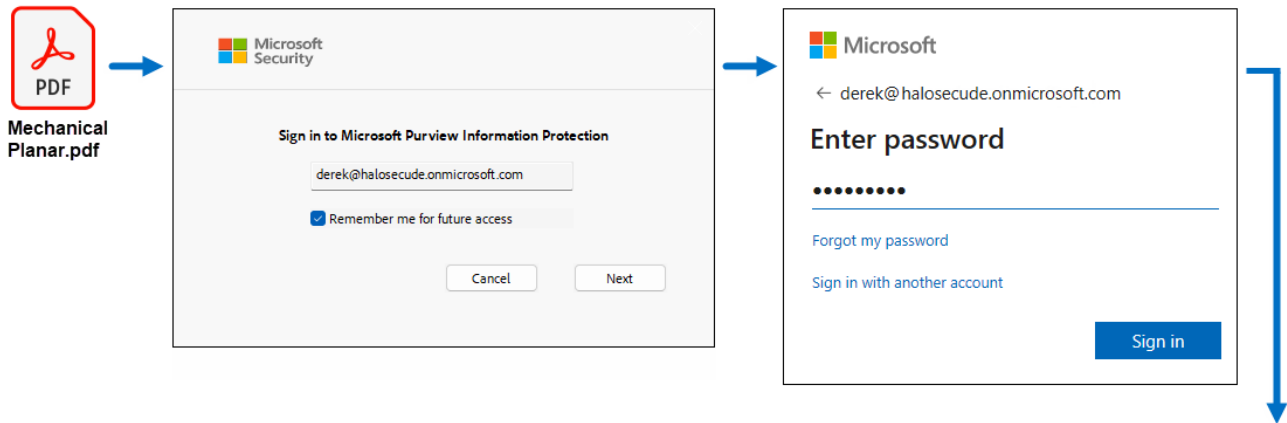 PDF
Mechanical
Planar.pdf
Microsoft
Security
Sign in to Microsoft Purview Information Protection
derek@halosecude.onmicrosoft.com
Remember me for future access
Cancel
Next
Microsoft
← derek@halosecude.onmicrosoft.com
Enter password
•••••••••
Forgot my password
Sign in with another account
Sign in